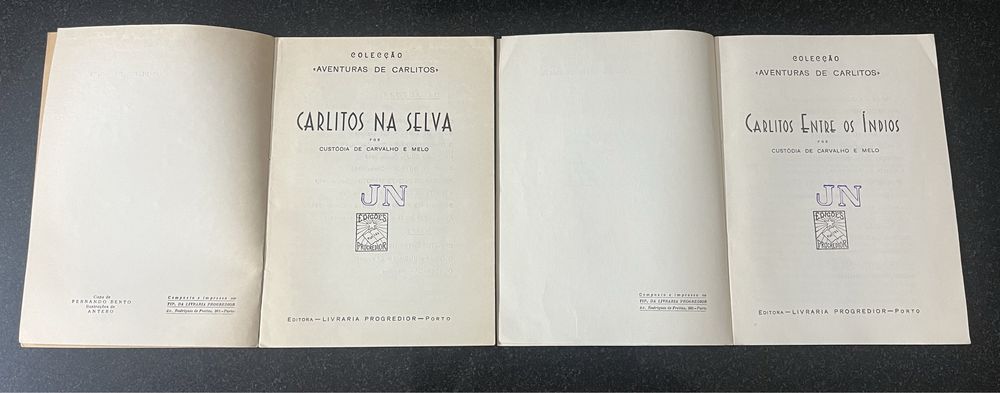 Capa de
FERNANDO BENTO
Ilustrações de
ANTERO
Composto e impresso na
TIP. DA LIVRARIA PROGREDIOR
COLECÇÃO
«AVENTURAS DE CARLITOS»
CARLITOS NA SELVA
POR
CUSTÓDIA DE CARVALHO E MELO
JN
EDIÇÕES
PROGREDIOR
EDITORA — LIVRARIA PROGREDIOR — PORTO
Composto e impresso na
TIP. DA LIVRARIA PROGREDIOR
COLECÇÃO
«AVENTURAS DE CARLITOS»
CARLITOS ENTRE OS ÍNDIOS
POR
CUSTÓDIA DE CARVALHO E MELO
JN
EDIÇÕES
PROGREDIOR
EDITORA — LIVRARIA PROGREDIOR — PORTO